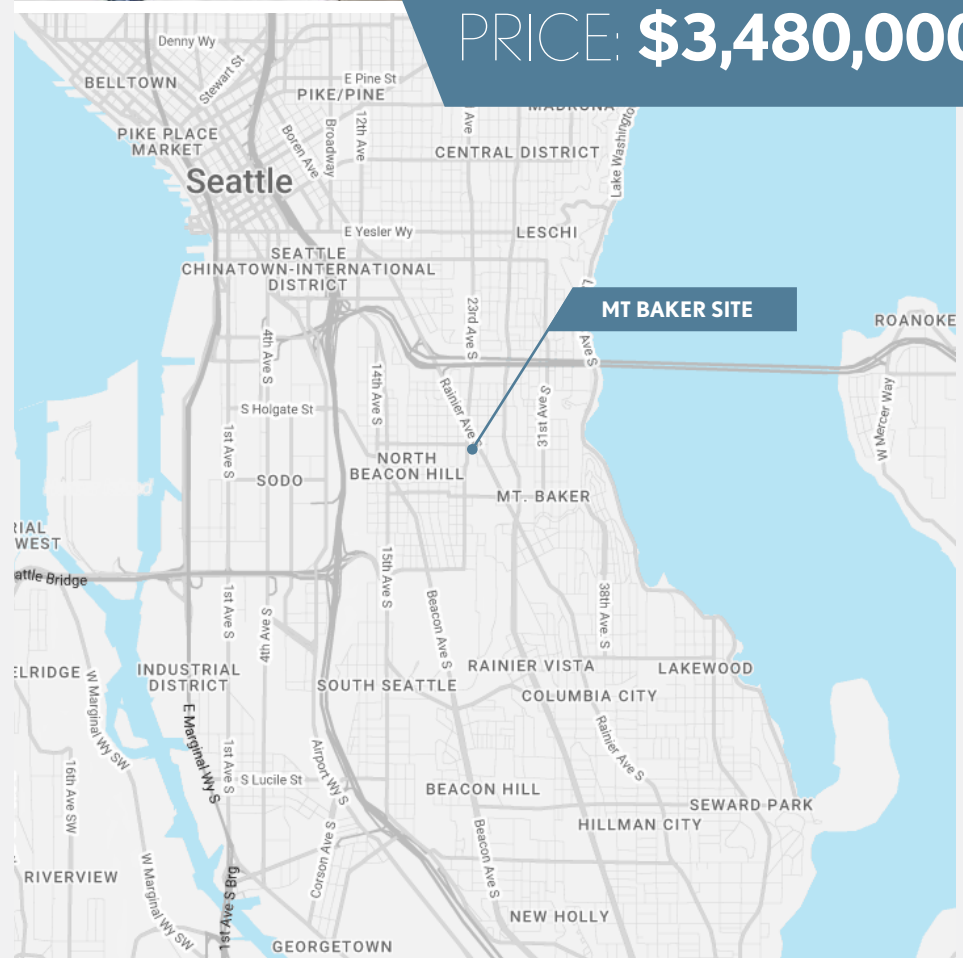 PRICE: $3,480,000
Denny Wy
BELLTOWN
Stewart St
E Pine St
PIKE/PINE
MADRONA
Ave
Lake Washington
12th Ave
Broadway
Boren Ave
PIKE PLACE
MARKET
CENTRAL DISTRICT
Seattle
E Yesler Wy
LESCHI
SEATTLE
CHINATOWN-INTERNATIONAL
DISTRICT
MT BAKER SITE
23rd Ave S
4th Ave S
Ave S
ROANOKE
14th Ave S
Rainier Ave S
31st Ave S
W Mercer Way
S Holgate St
1st Ave S
NORTH
BEACON HILL
SODO
MT. BAKER
RIAL
WEST
attle Bridge
15th Ave S
1st Ave S
4th Ave S
Beacon Ave S
38th Ave. S
ELRIDGE
INDUSTRIAL
DISTRICT
RAINIER VISTA
LAKEWOOD
SOUTH SEATTLE
COLUMBIA CITY
W Marginal Wy SW
E Marginal Wy S
1st Ave S
Airport Wy S
Rainier Ave S
S Lucile St
16th Ave SW
BEACON HILL
SEWARD PARK
HILLMAN CITY
Corson Ave S
Beacon Ave S
RIVERVIEW
W Marginal Wy SW
1st Ave S Brg
NEW HOLLY
GEORGETOWN